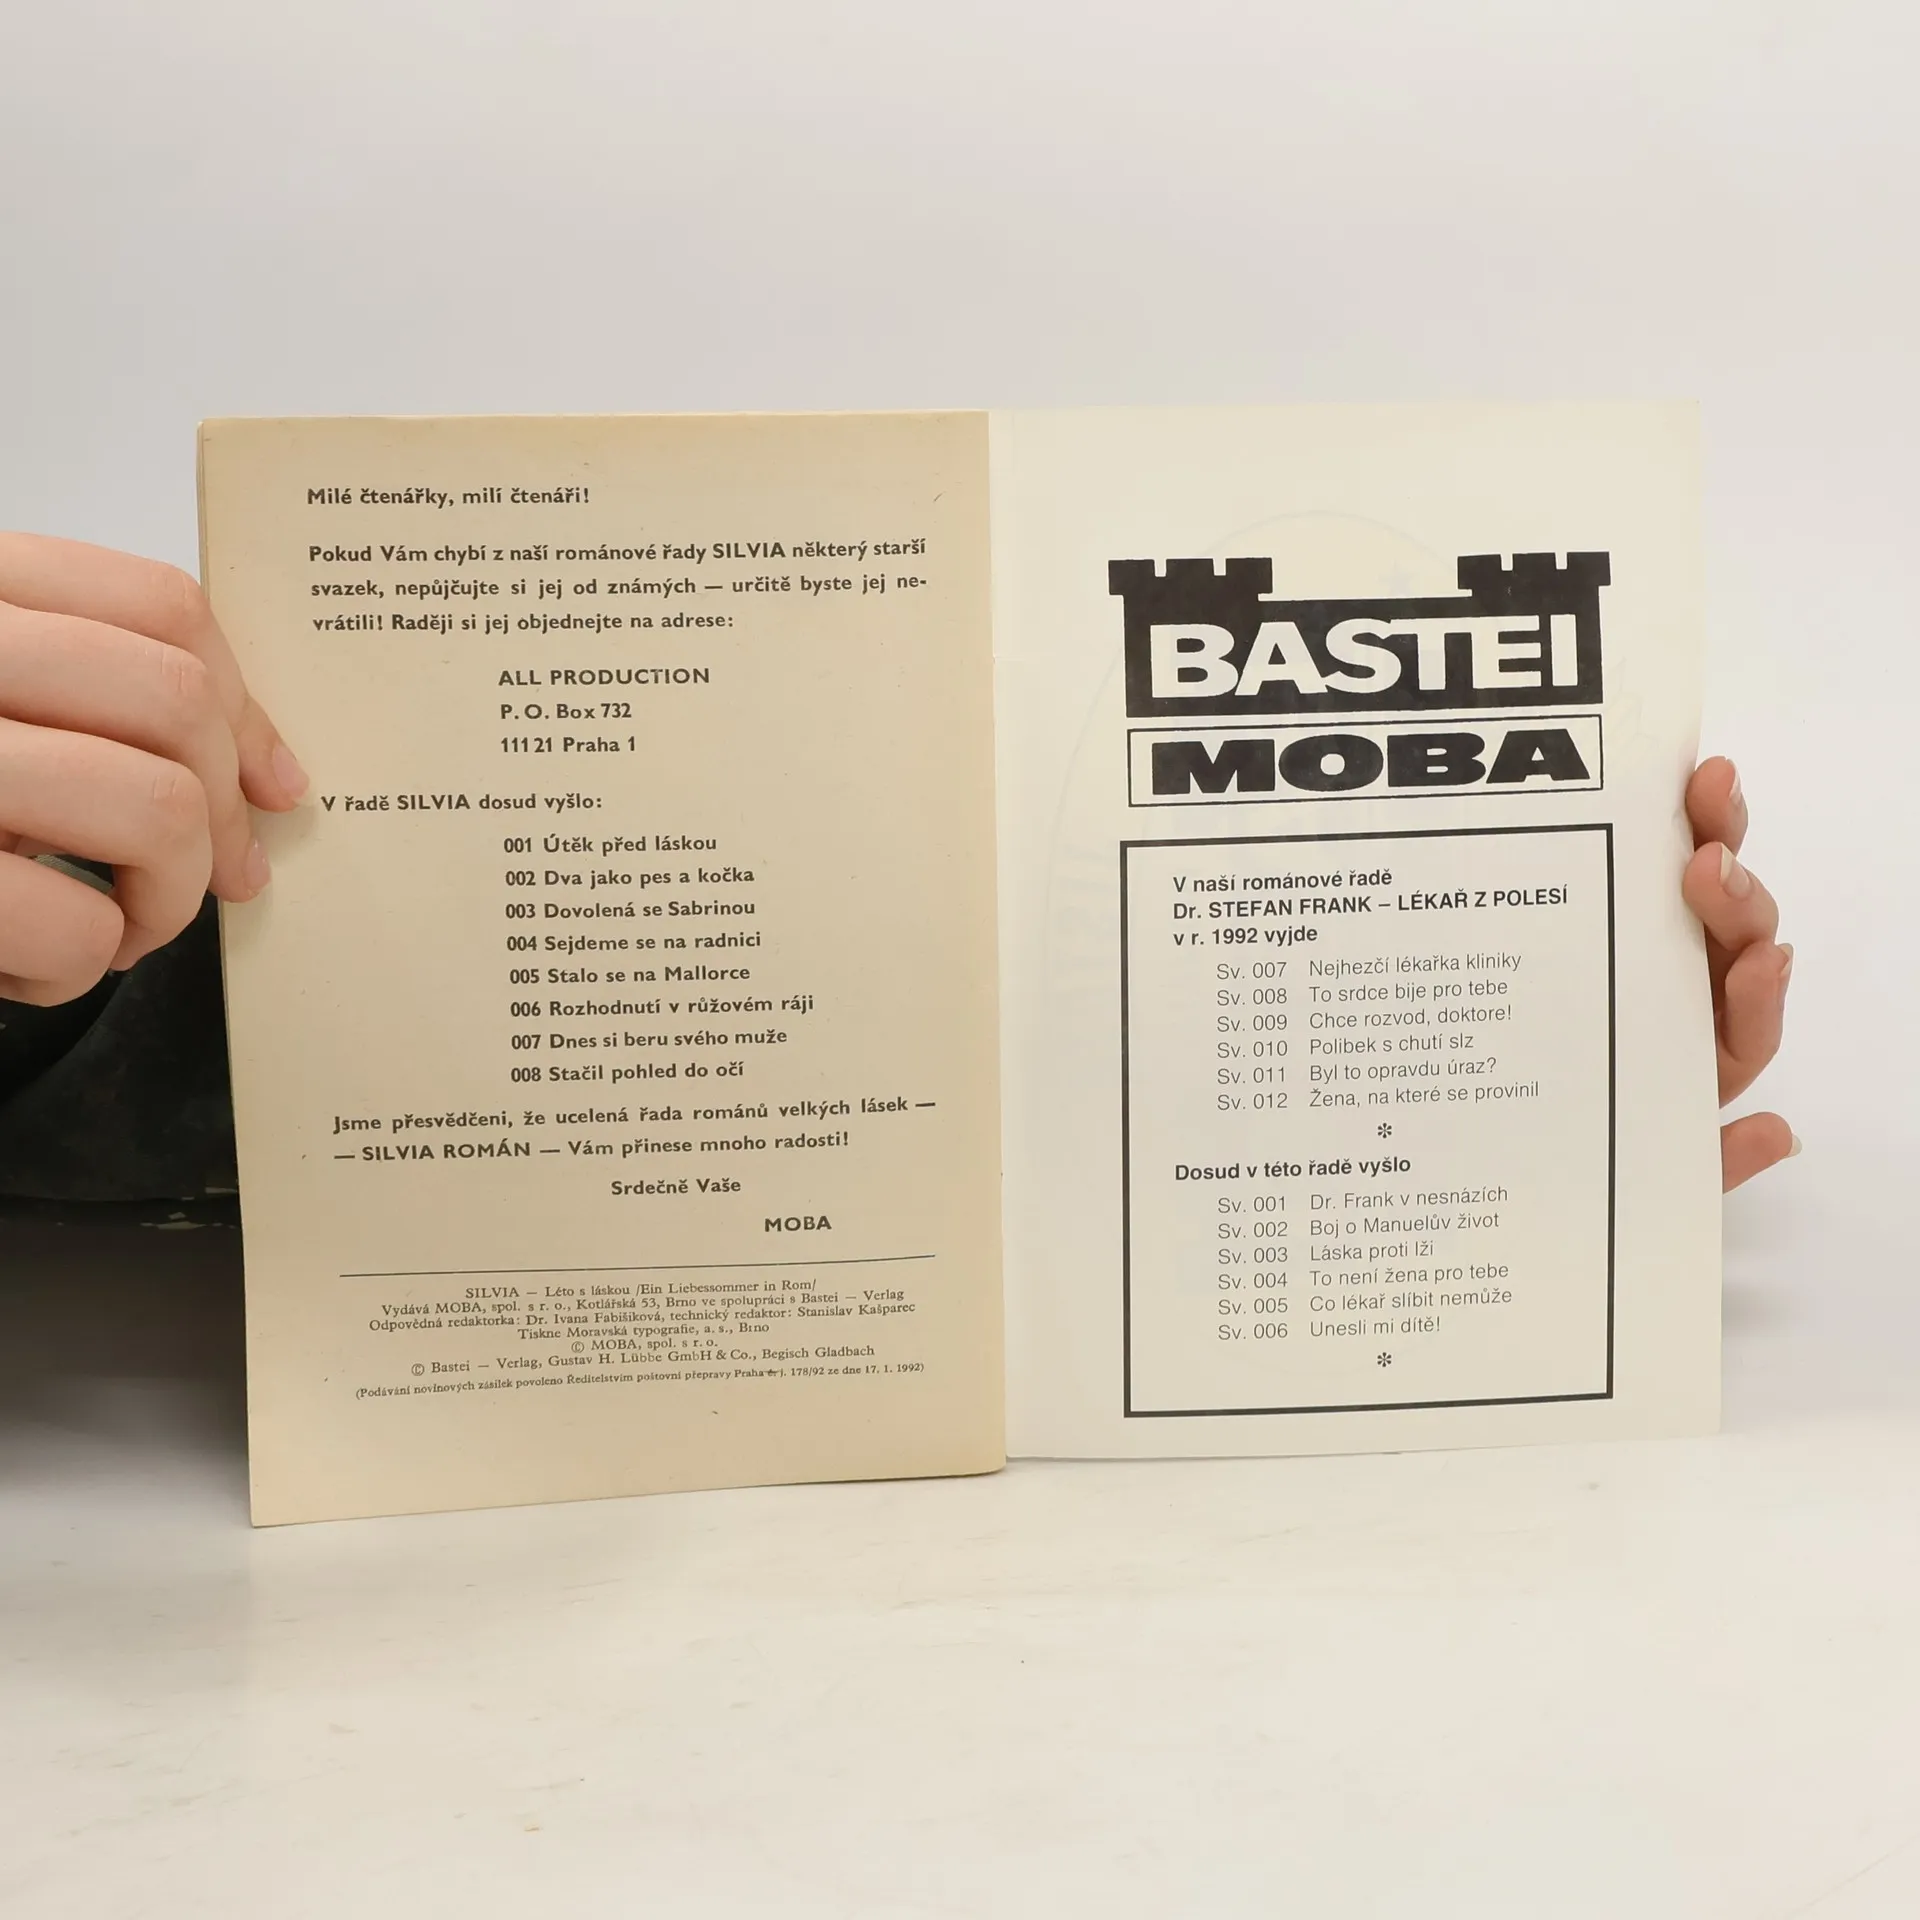 Milé čtenářky, milí čtenáři!
Pokud Vám chybí z naší románové řady SILVIA některý starší
svazek, nepůjčujte si jej od známých — určitě byste jej ne-
vrátili! Raději si jej objednejte na adrese:
ALL PRODUCTION
P. O. Box 732
111 21 Praha 1
V řadě SILVIA dosud vyšlo:
001 Útěk před láskou
002 Dva jako pes a kočka
003 Dovolená se Sabrinou
004 Sejdeme se na radnici
005 Stalo se na Mallorce
006 Rozhodnutí v růžovém ráji
007 Dnes si beru svého muže
008 Stačil pohled do očí
Jsme přesvědčeni, že ucelená řada románů velkých lásek —
— SILVIA ROMÁN — Vám přinese mnoho radosti!
Srdečně Vaše
MOBA
SILVIA — Léto s láskou /Ein Liebessommer in Rom/
Vydává MOBA, spol. s r. o., Kotlářská 53, Brno ve spolupráci s Bastei — Verlag
Odpovědná redaktorka: Dr. Ivana Fabišiková, technický redaktor: Stanislav Kašparec
Tiskne Moravská typografie, a. s., Brno
© MOBA, spol. s r. o.
© Bastei — Verlag, Gustav H. Lübbe GmbH & Co., Begisch Gladbach
(Podávání novinových zásilek povoleno Ředitelstvím poštovní přepravy Praha čr j. 178/92 ze dne 17. 1. 1992)
BASTEI
MOBA
V naší románové řadě
Dr. STEFAN FRANK – LÉKAŘ Z POLESÍ
v r. 1992 vyjde
Sv. 007 Nejhezčí lékařka kliniky
Sv. 008 To srdce bije pro tebe
Sv. 009 Chce rozvod, doktore!
Sv. 010 Polibek s chutí slz
Sv. 011 Byl to opravdu úraz?
Sv. 012 Žena, na které se provinil
*
Dosud v této řadě vyšlo
Sv. 001 Dr. Frank v nesnázích
Sv. 002 Boj o Manuelův život
Sv. 003 Láska proti lži
Sv. 004 To není žena pro tebe
Sv. 005 Co lékař slíbit nemůže
Sv. 006 Unesli mi dítě!
*